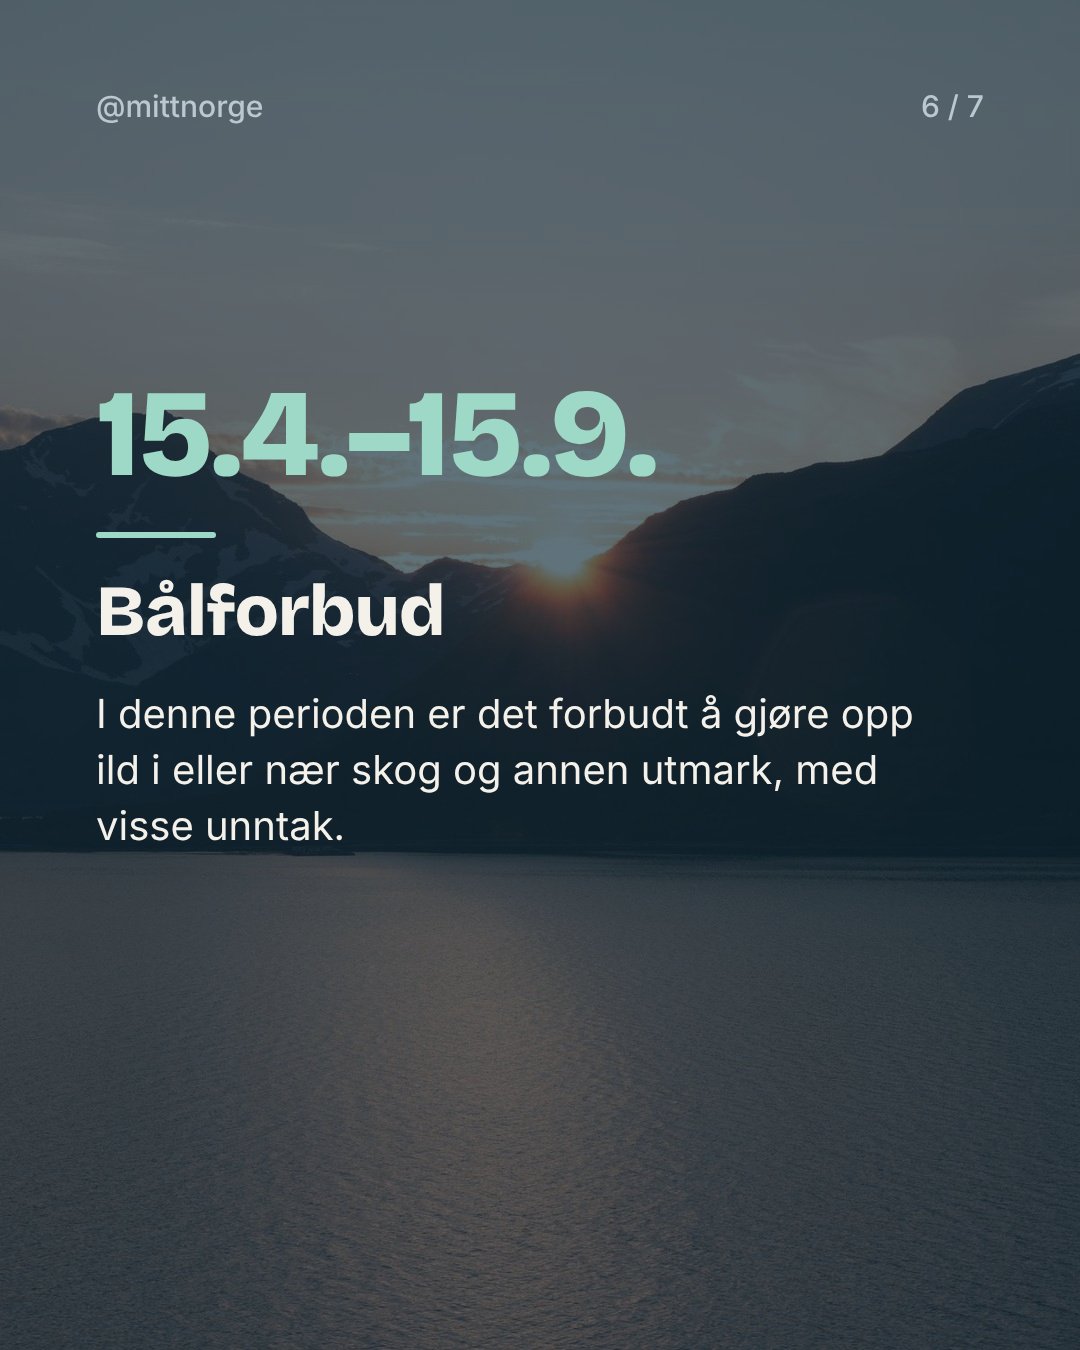 @mittnorge
6 / 7
15.4.–15.9.
Bålforbud
I denne perioden er det forbudt å gjøre opp
ild i eller nær skog og annen utmark, med
visse unntak.